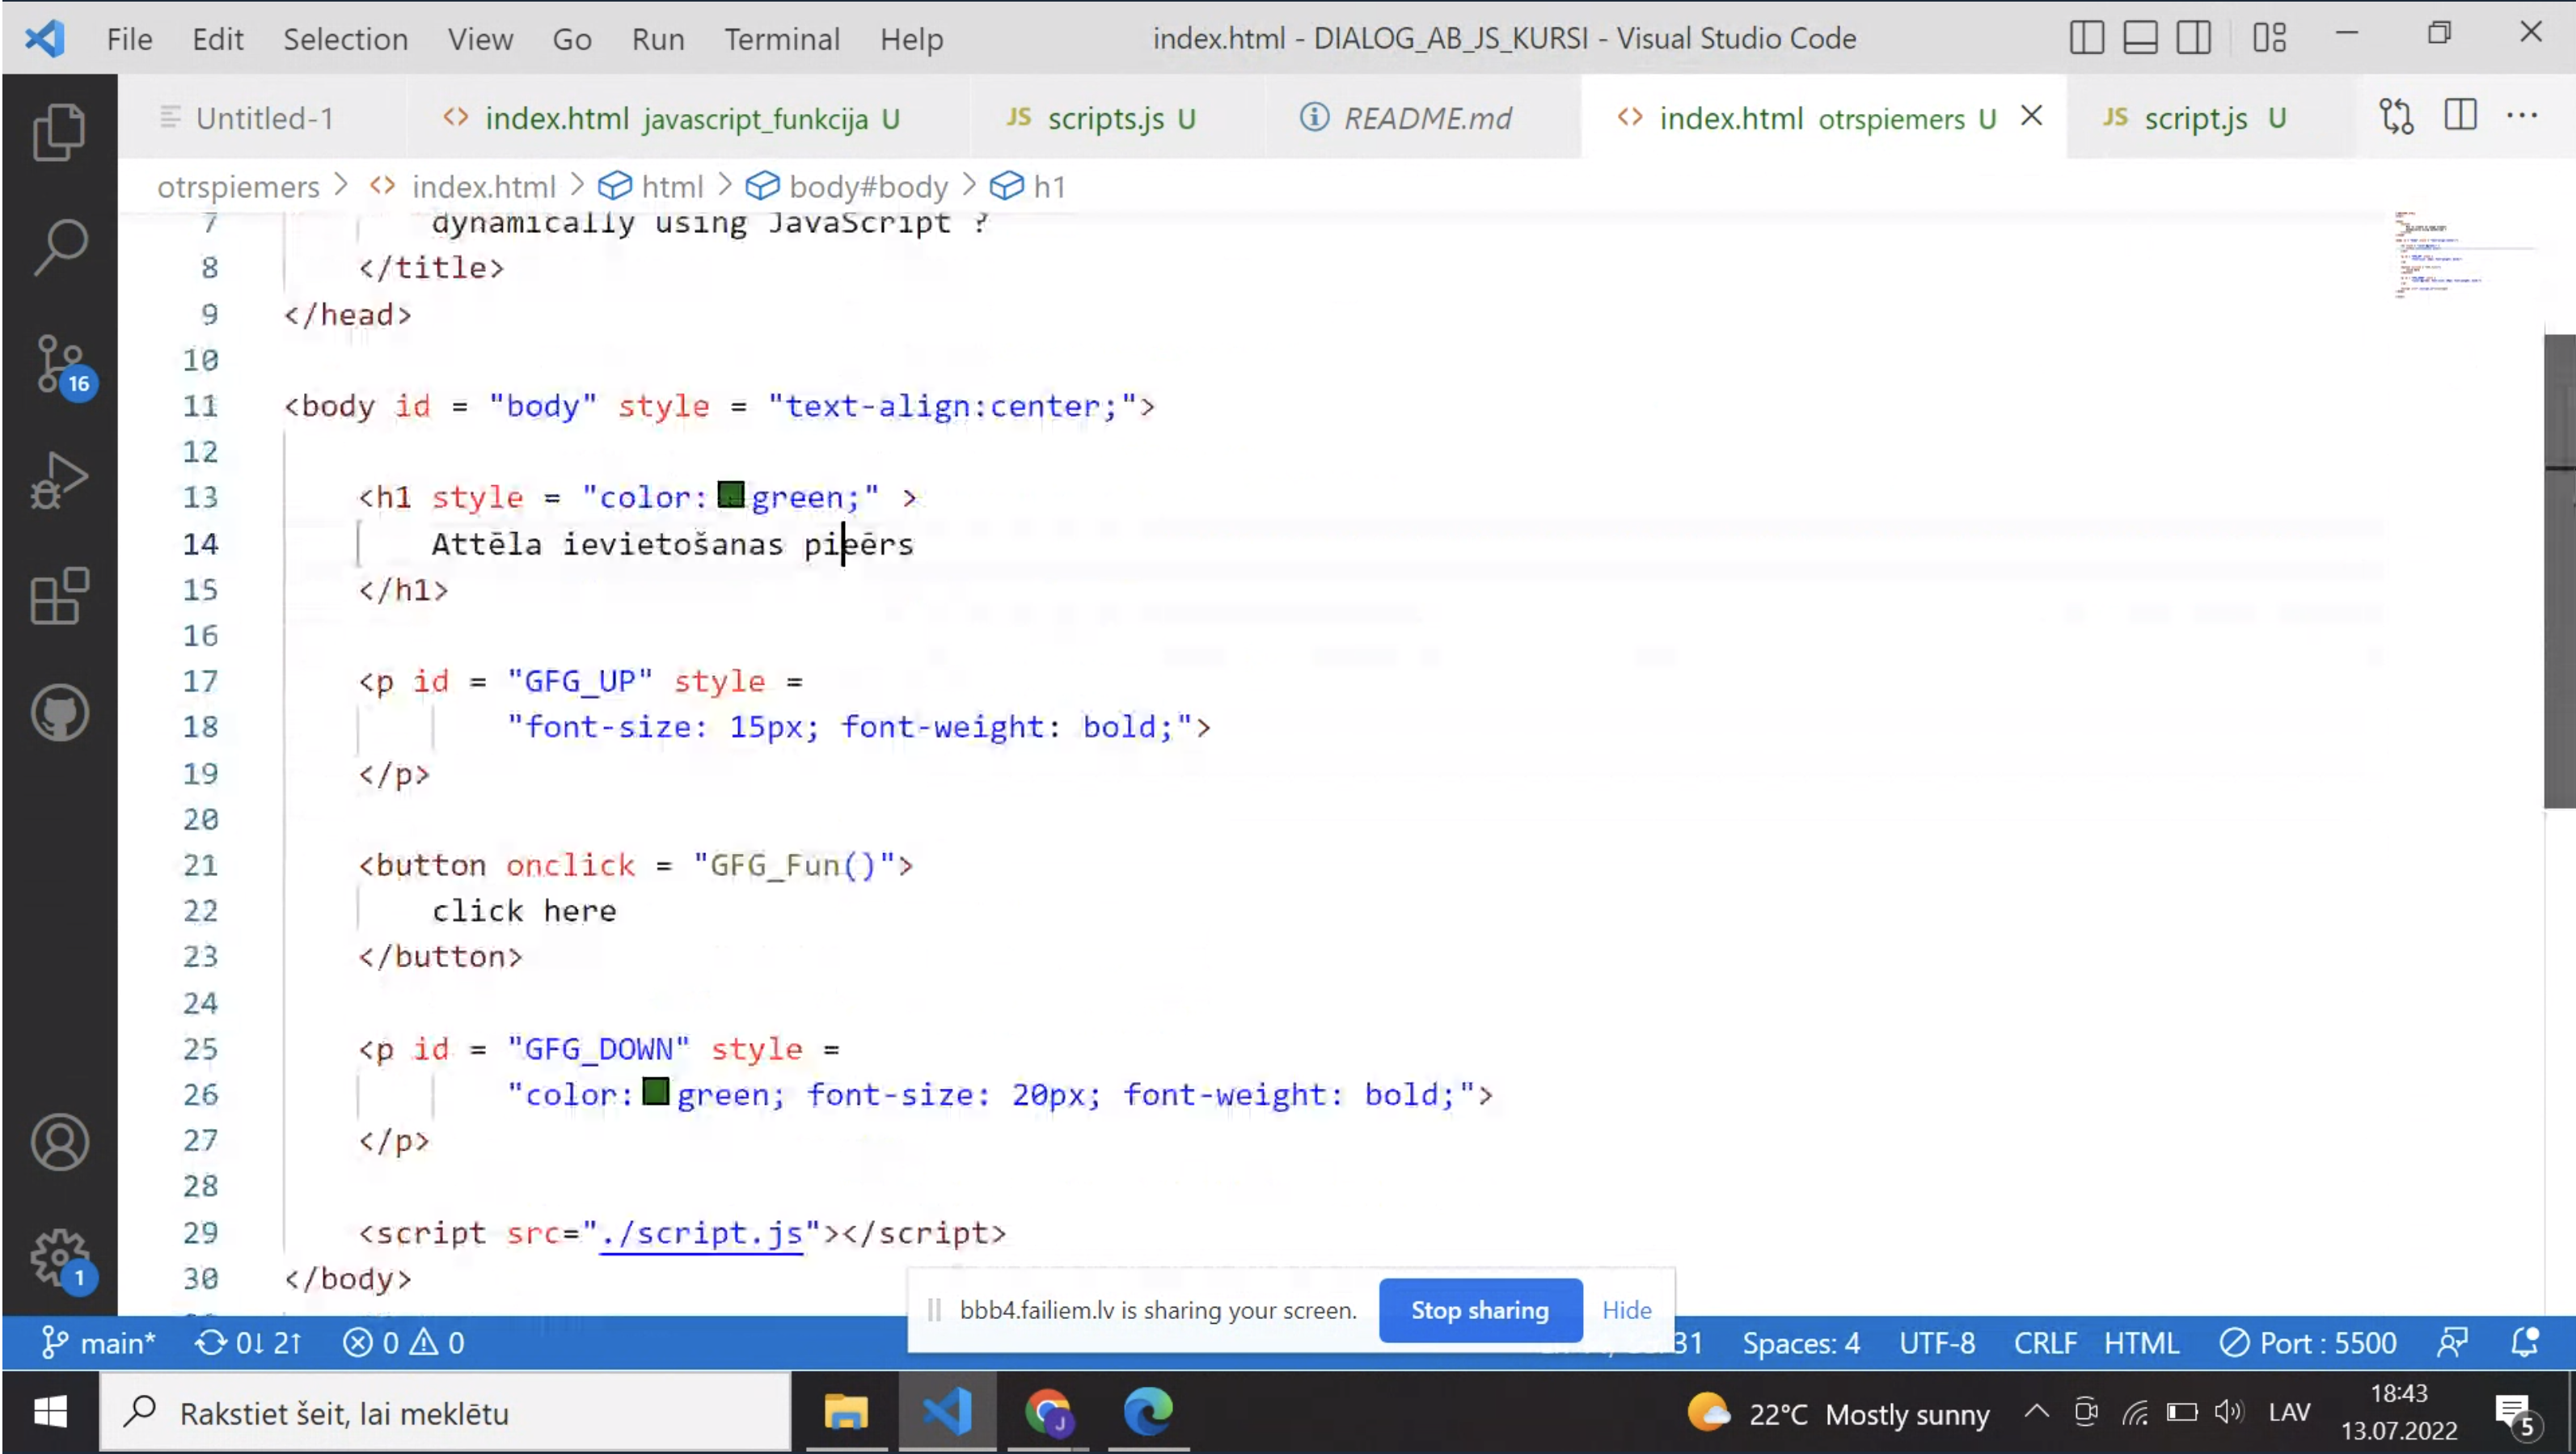 File Edit Selection View Go Run Terminal Help index.html - DIALOG_AB_JS_KURSI - Visual Studio Code
Untitled-1 <> index.html javascript_funkcija U JS scripts.js U README.md <> index.html otrspiemers U JS script.js U ...
otrspiemers > <> index.html > html > body#body > h1
7 dynamically using JavaScript ?
8 </title>
9 </head>
10
11 <body id = "body" style = "text-align:center;">
12
13 <h1 style = "color:green;" >
14 Attēla ievietošanas pieērs
15 </h1>
16
17 <p id = "GFG_UP" style =
18 "font-size: 15px; font-weight: bold;">
19 </p>
20
21 <button onclick = "GFG_Fun()">
22 click here
23 </button>
24
25 <p id = "GFG_DOWN" style =
26 "color:green; font-size: 20px; font-weight: bold;">
27 </p>
28
29 <script src="./script.js"></script>
30 </body>
16
1
bbb4.failiem.lv is sharing your screen. Stop sharing Hide
main* 0↓ 2↑ 0 0 31 Spaces: 4 UTF-8 CRLF HTML Port : 5500
Rakstiet šeit, lai meklētu J 22°C Mostly sunny LAV 18:43
13.07.2022 5